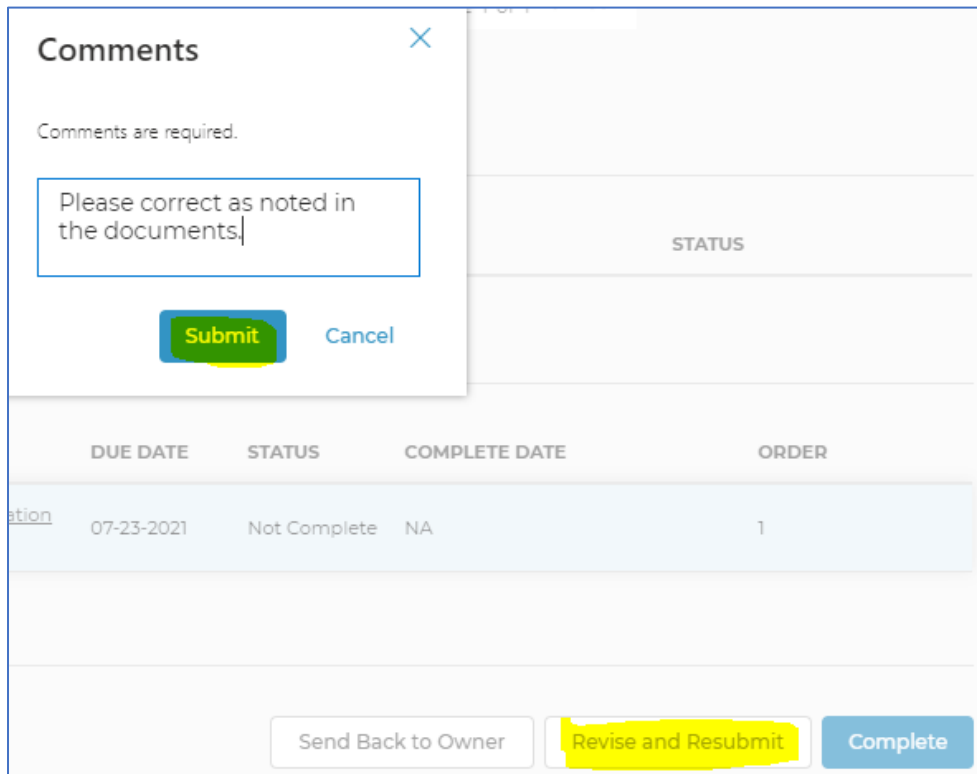 Comments
Comments are required.
Please correct as noted in
the documents.
STATUS
Submit Cancel
DUE DATE STATUS COMPLETE DATE ORDER
ation 07-23-2021 Not Complete NA 1
Send Back to Owner Revise and Resubmit Complete